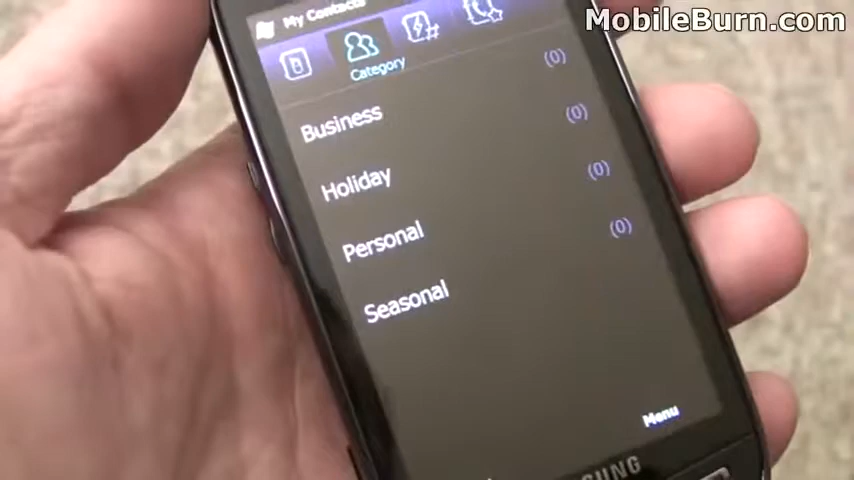 MobileBurn.com
My Contacts
Category
Business (0)
Holiday (0)
Personal (0)
Seasonal (0)
Menu